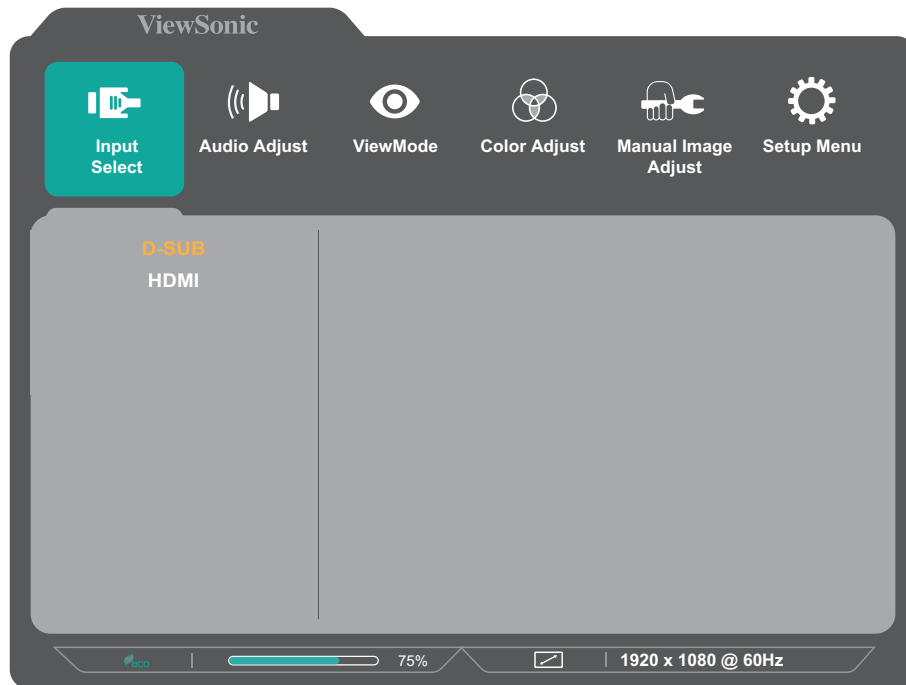 ViewSonic
Input
Select
Audio Adjust
ViewMode
Color Adjust
Manual Image
Adjust
Setup Menu
D-SUB
HDMI
eco
75%
1920 x 1080 @ 60Hz